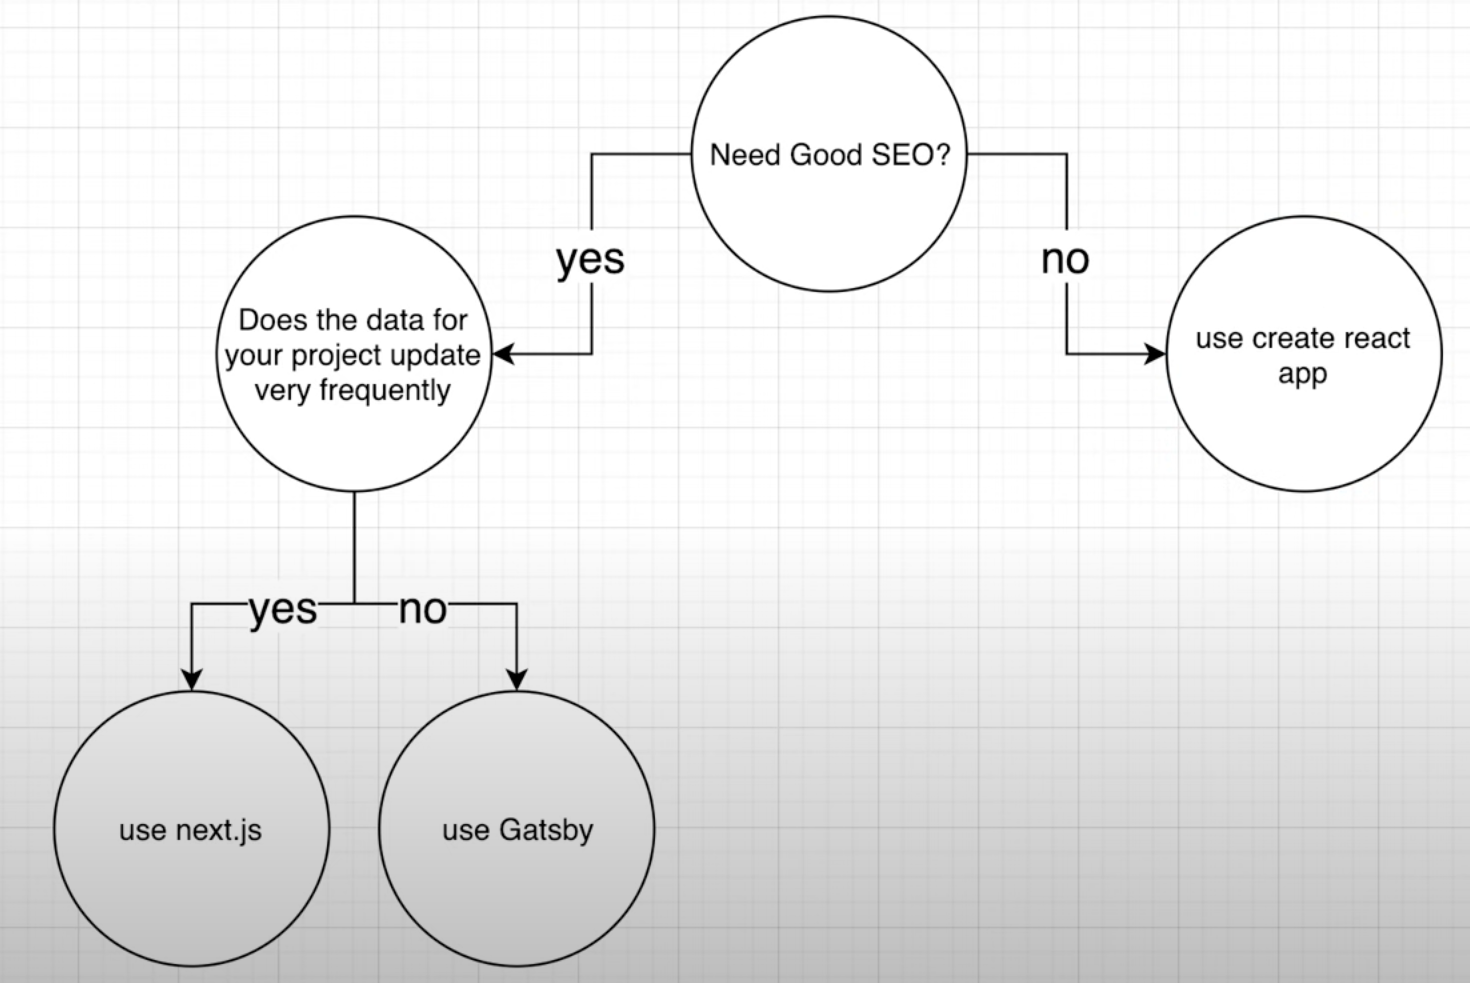 Need Good SEO?
yes
no
Does the data for
your project update
very frequently
use create react
app
yes
no
use next.js
use Gatsby